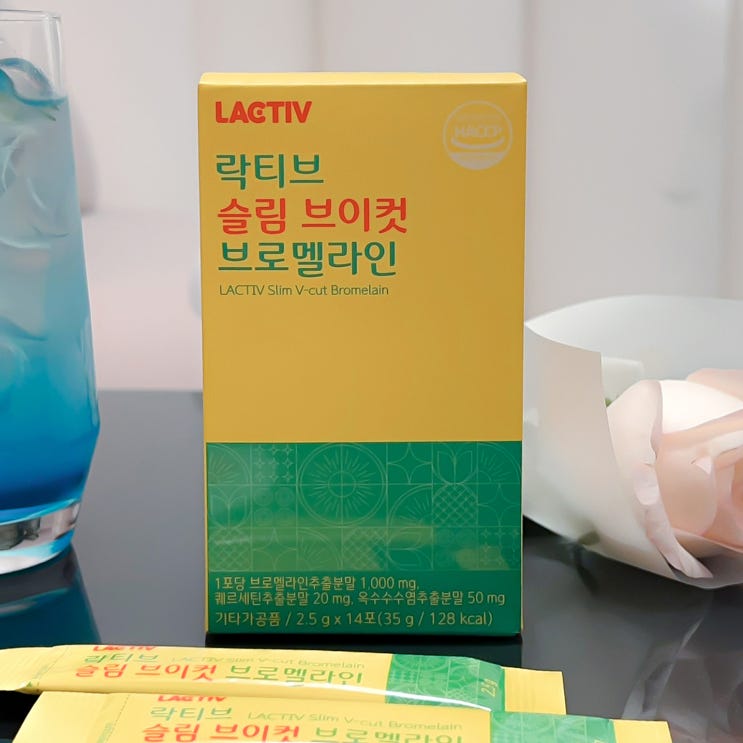 LACTIV
HACCP
락티브
슬림 브이컷
브로멜라인
LACTIV Slim V-cut Bromelain
1포당 브로멜라인추출분말 1,000 mg,
퀘르세틴추출분말 20 mg, 옥수수수염추출분말 50 mg
기타가공품 / 2.5 g x 14포(35 g / 128 kcal)
LACTIV
락티브 LACTIV Slim V-cut Bromelain
슬림 브이컷 브로멜라인
2.5g
LACTIV
락티브 LACTIV Slim V-cut Bromelain
슬림 브이컷 브로멜라인